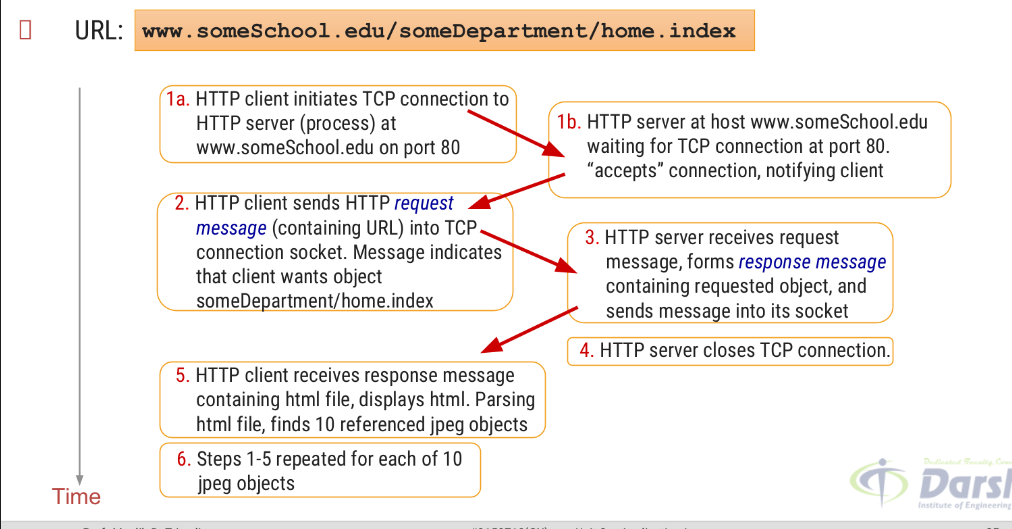 URL: www.someSchool.edu/someDepartment/home.index
1a. HTTP client initiates TCP connection to
HTTP server (process) at
www.someSchool.edu on port 80
1b. HTTP server at host www.someSchool.edu
waiting for TCP connection at port 80.
“accepts” connection, notifying client
2. HTTP client sends HTTP request
message (containing URL) into TCP
connection socket. Message indicates
that client wants object
someDepartment/home.index
3. HTTP server receives request
message, forms response message
containing requested object, and
sends message into its socket
4. HTTP server closes TCP connection.
5. HTTP client receives response message
containing html file, displays html. Parsing
html file, finds 10 referenced jpeg objects
6. Steps 1-5 repeated for each of 10
jpeg objects
Time
Darsh
Institute of Engineering